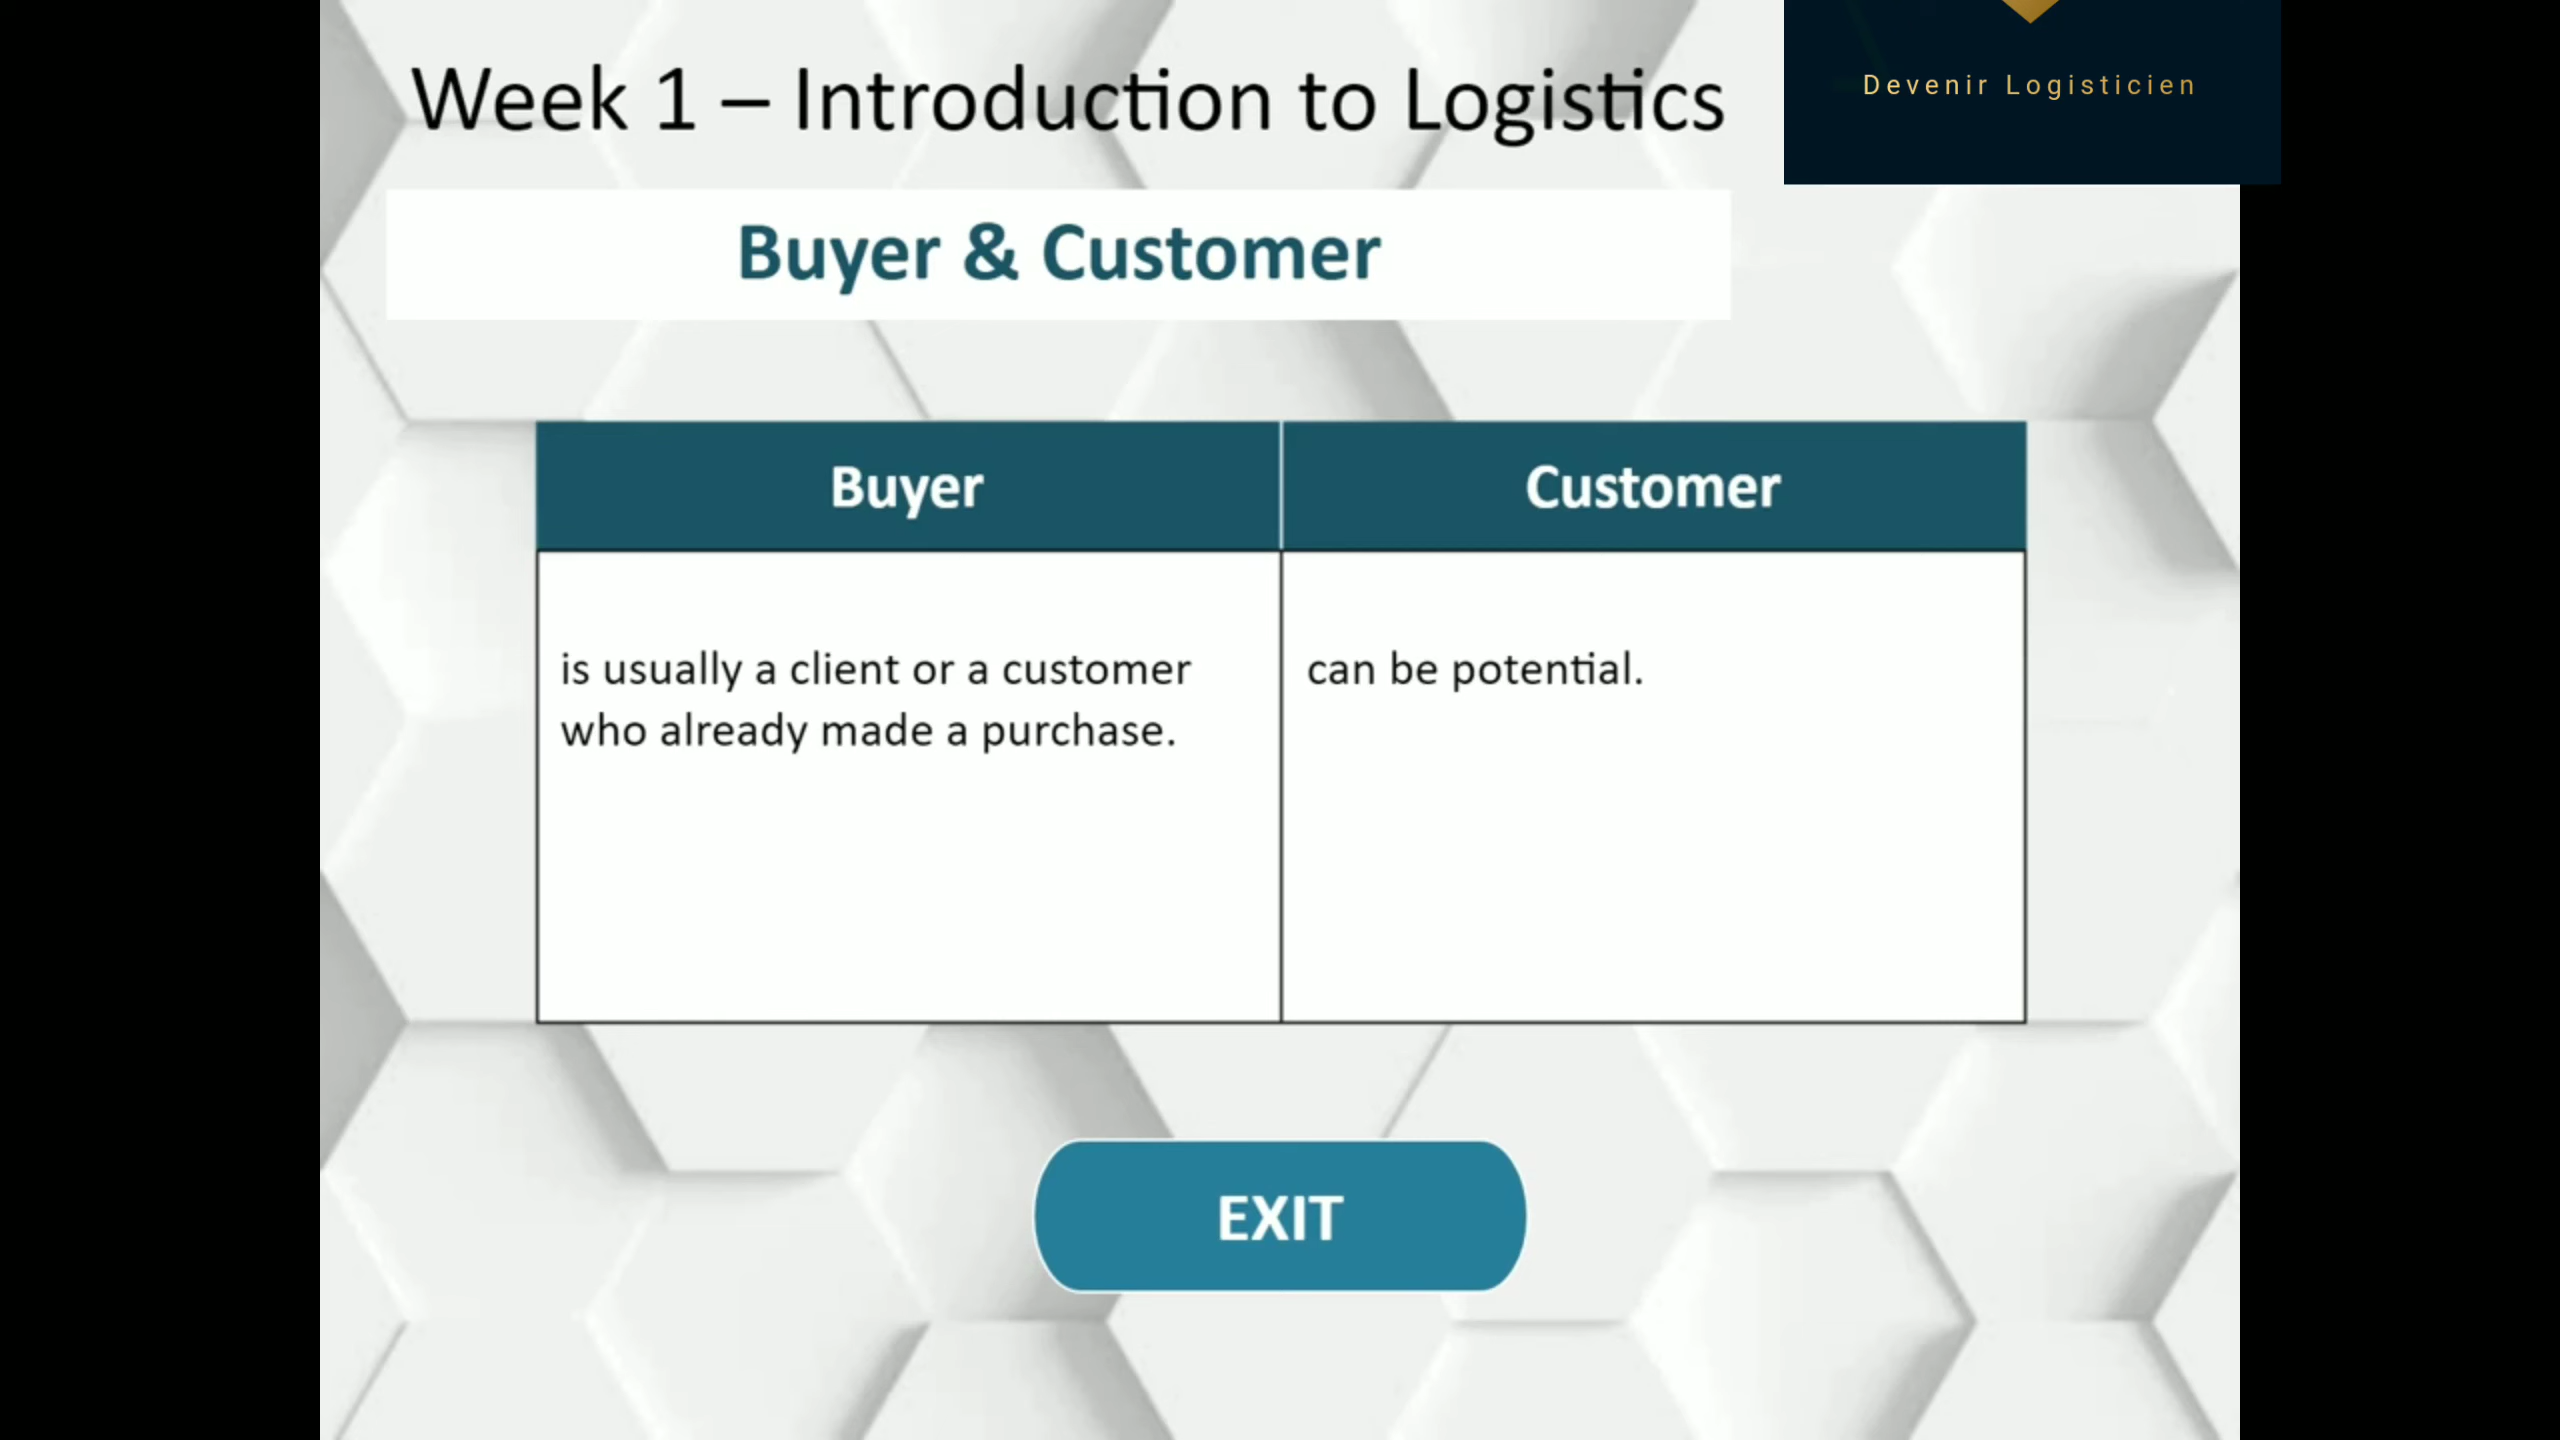 Week 1 – Introduction to Logistics
Devenir Logisticien
Buyer & Customer
Buyer
Customer
is usually a client or a customer
who already made a purchase.
can be potential.
EXIT